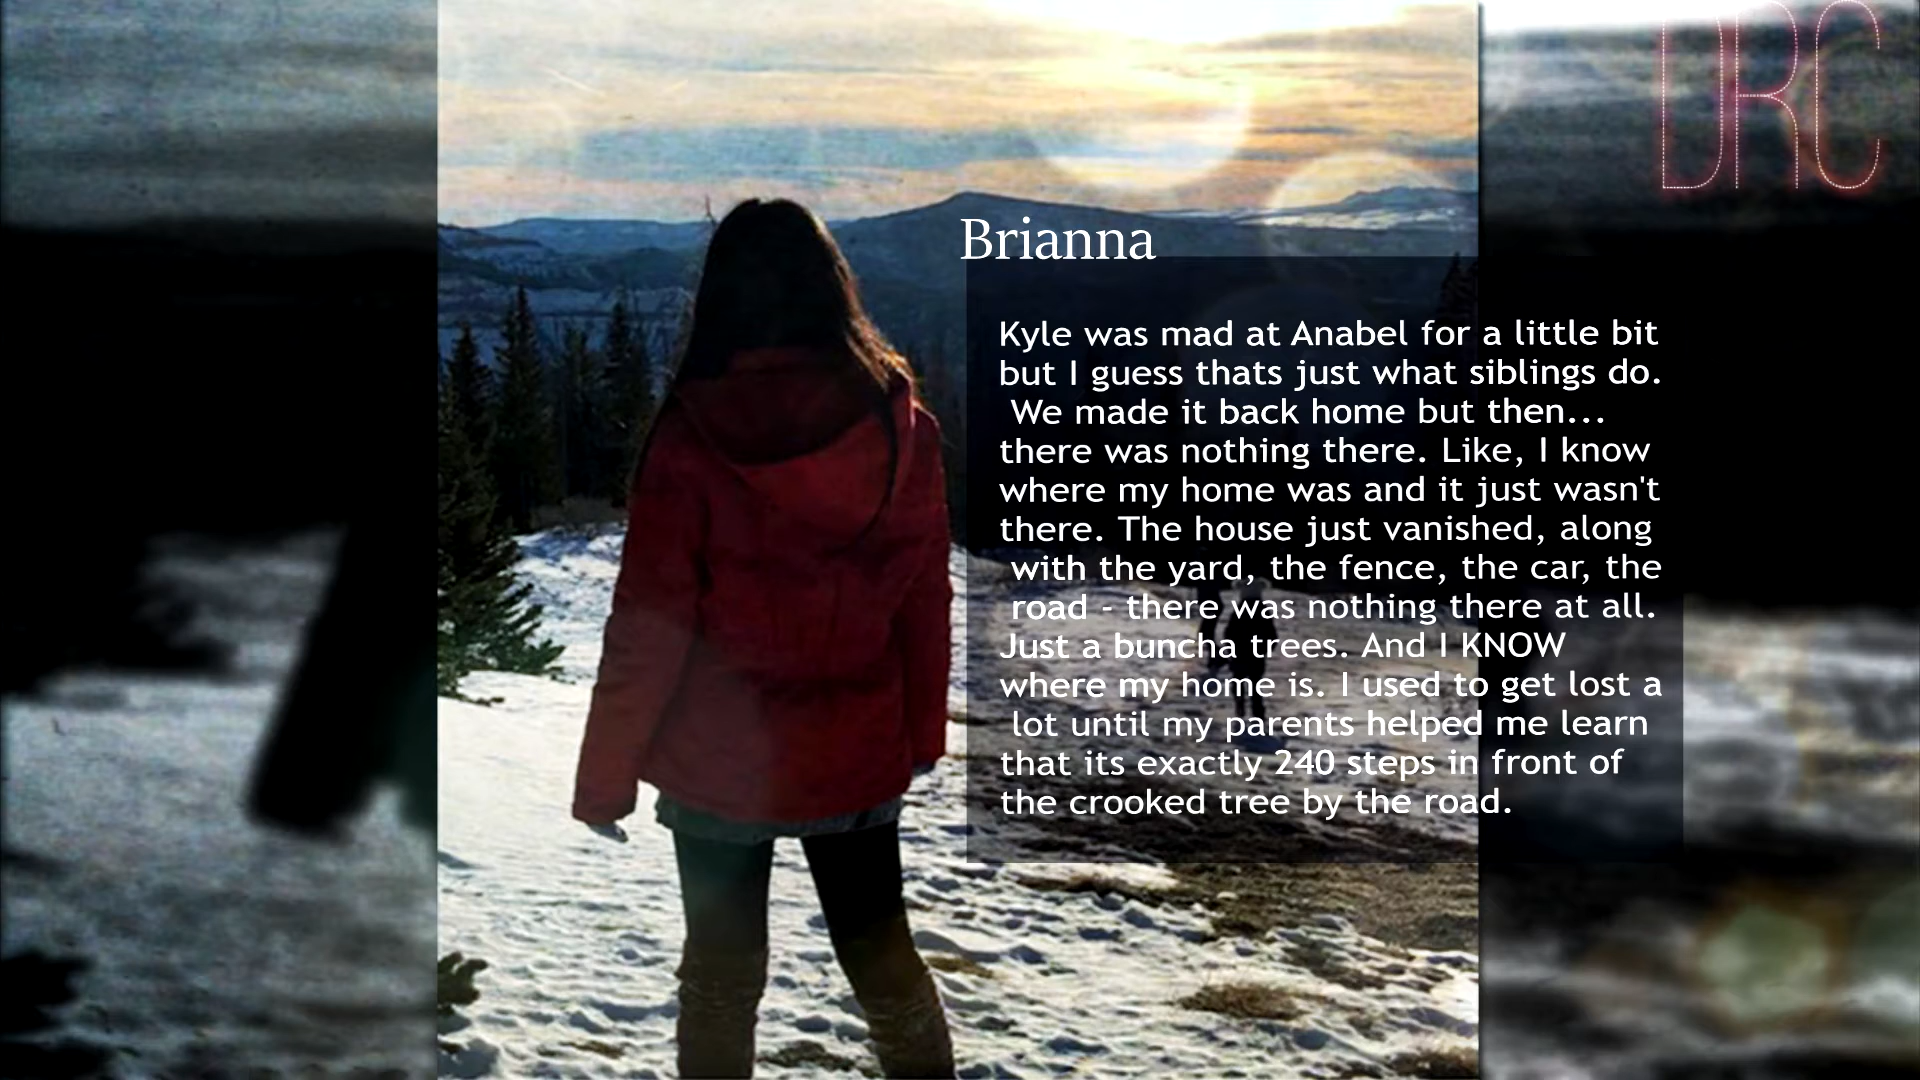 DRC
Brianna
Kyle was mad at Anabel for a little bit
but I guess thats just what siblings do.
We made it back home but then...
there was nothing there. Like, I know
where my home was and it just wasn't
there. The house just vanished, along
with the yard, the fence, the car, the
road - there was nothing there at all.
Just a buncha trees. And I KNOW
where my home is. I used to get lost a
lot until my parents helped me learn
that its exactly 240 steps in front of
the crooked tree by the road.